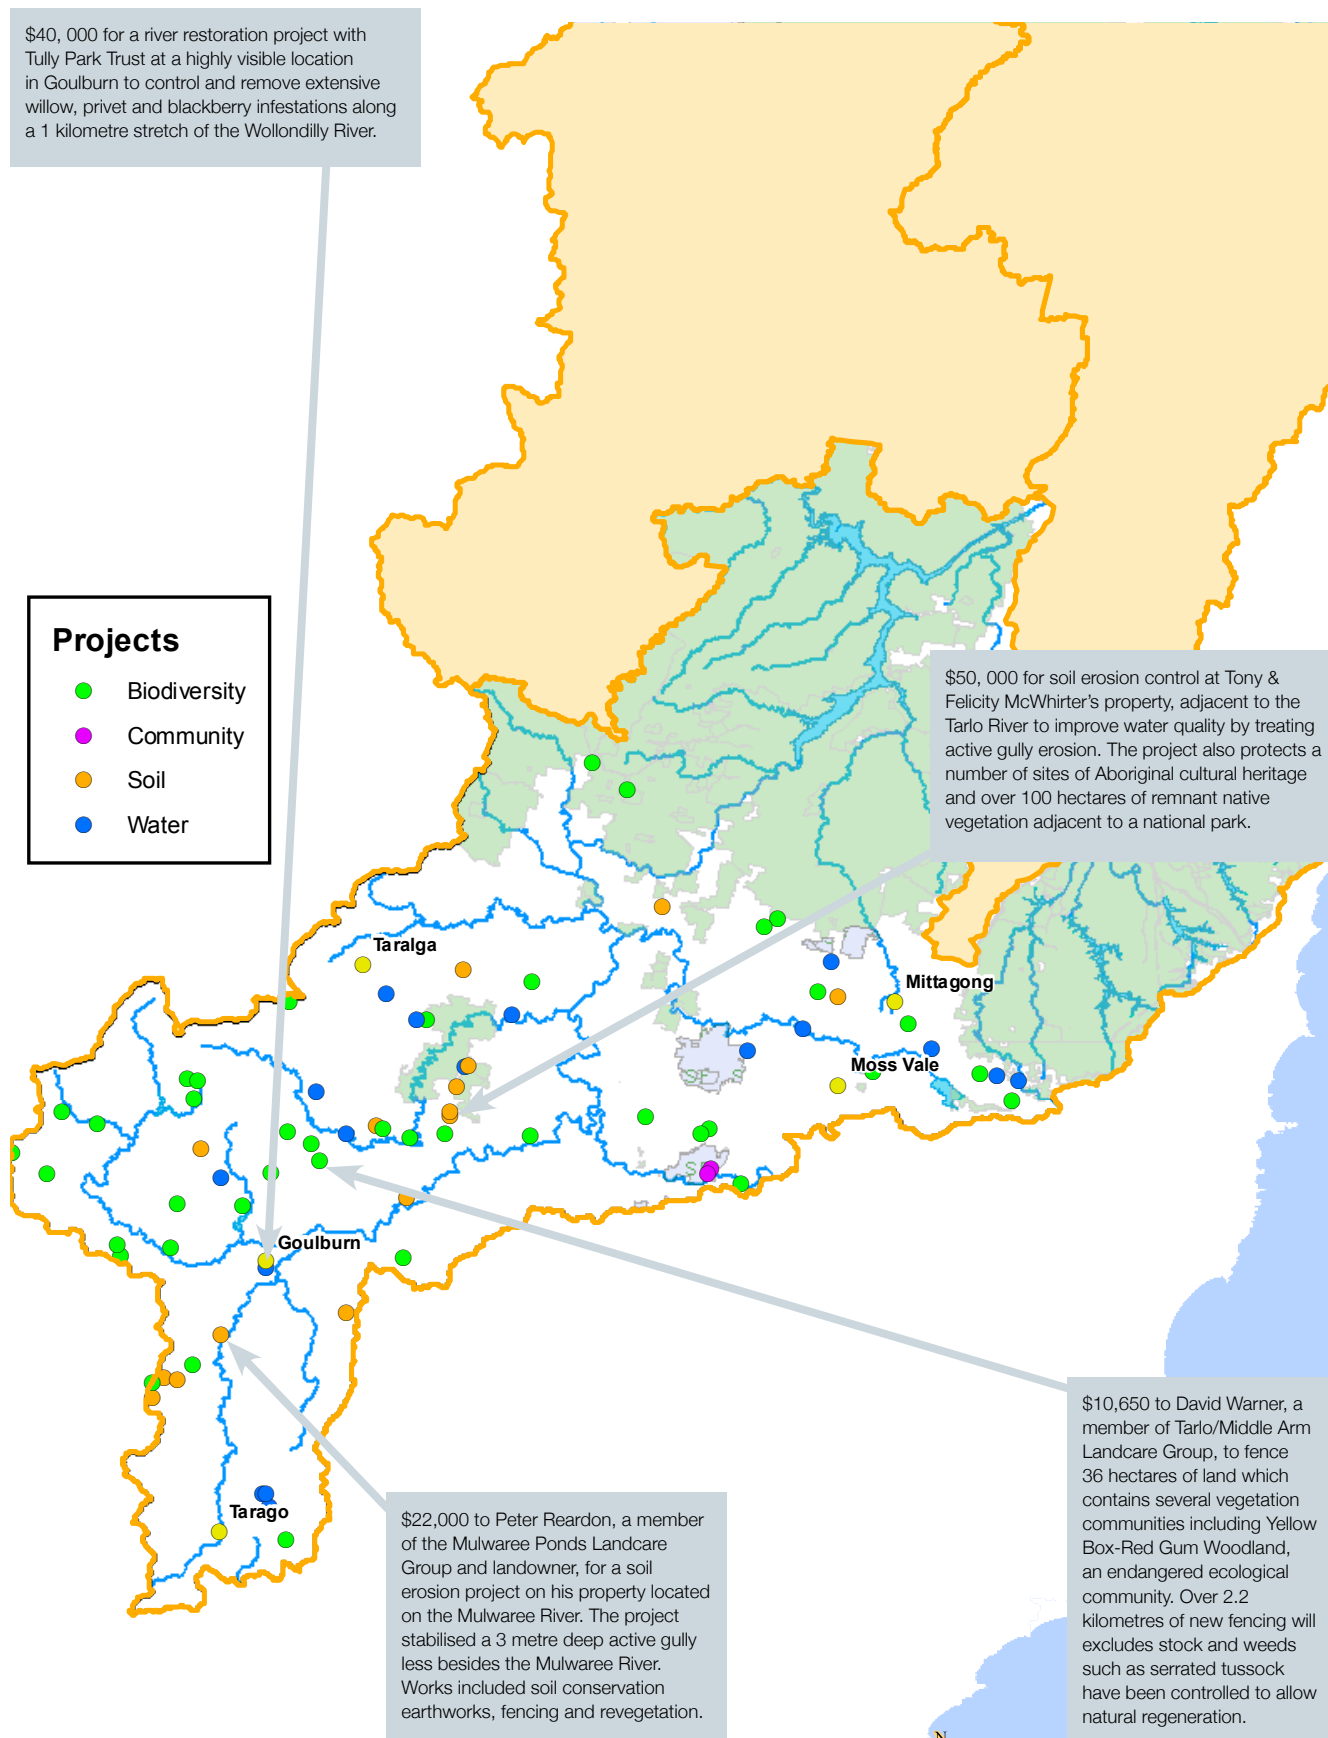 $40, 000 for a river restoration project with
Tully Park Trust at a highly visible location
in Goulburn to control and remove extensive
willow, privet and blackberry infestations along
a 1 kilometre stretch of the Wollondilly River.
Projects
Biodiversity
Community
Soil
Water
$50, 000 for soil erosion control at Tony &
Felicity McWhirter's property, adjacent to the
Tarlo River to improve water quality by treating
active gully erosion. The project also protects a
number of sites of Aboriginal cultural heritage
and over 100 hectares of remnant native
vegetation adjacent to a national park.
Taralga
Mittagong
Moss Vale
Goulburn
Tarago
$10,650 to David Warner, a
member of Tarlo/Middle Arm
Landcare Group, to fence
36 hectares of land which
contains several vegetation
communities including Yellow
Box-Red Gum Woodland,
an endangered ecological
community. Over 2.2
kilometres of new fencing will
excludes stock and weeds
such as serrated tussock
have been controlled to allow
natural regeneration.
$22,000 to Peter Reardon, a member
of the Mulwaree Ponds Landcare
Group and landowner, for a soil
erosion project on his property located
on the Mulwaree River. The project
stabilised a 3 metre deep active gully
less besides the Mulwaree River.
Works included soil conservation
earthworks, fencing and revegetation.
N